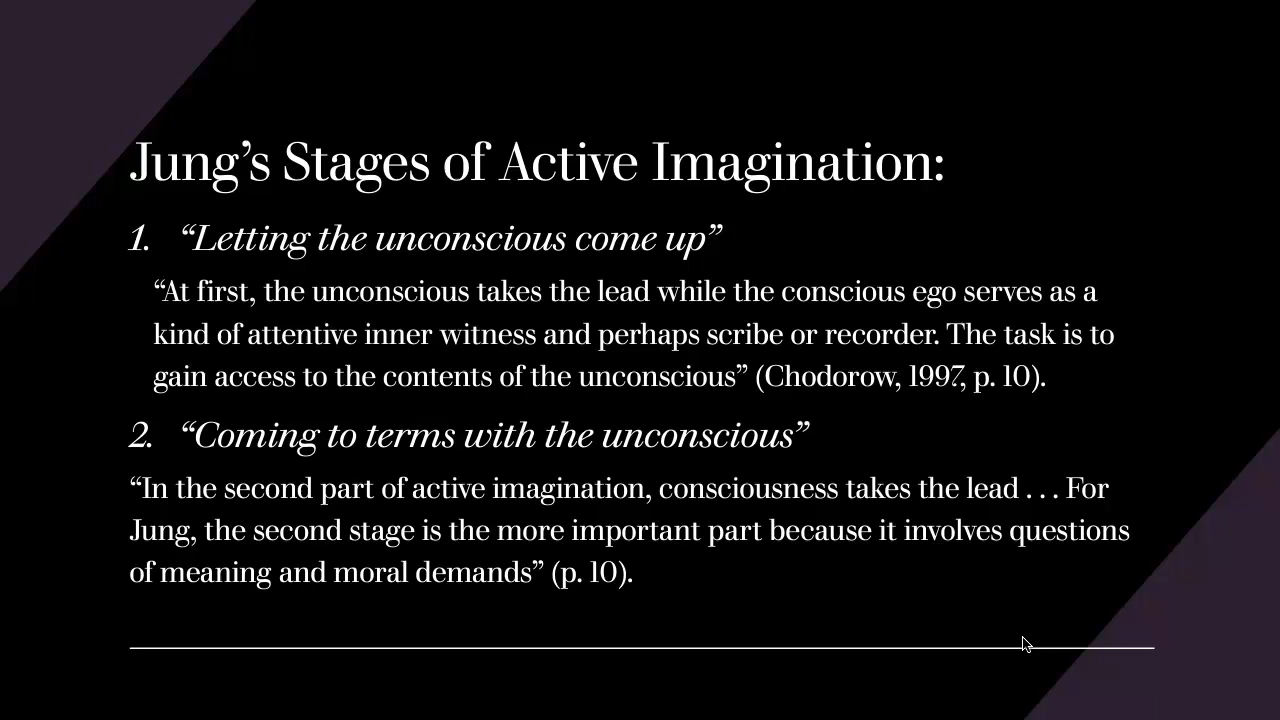 Jung’s Stages of Active Imagination:
1. “Letting the unconscious come up”
“At first, the unconscious takes the lead while the conscious ego serves as a
kind of attentive inner witness and perhaps scribe or recorder. The task is to
gain access to the contents of the unconscious” (Chodorow, 1997, p. 10).
2. “Coming to terms with the unconscious”
“In the second part of active imagination, consciousness takes the lead . . . For
Jung, the second stage is the more important part because it involves questions
of meaning and moral demands” (p. 10).